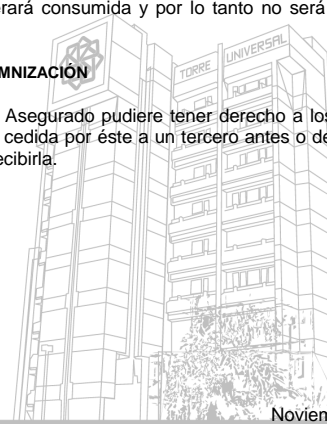 erará consumida y por lo tanto no será
TORRE UNIVERSAL
MNIZACIÓN
Asegurado pudiere tener derecho a los
cedida por éste a un tercero antes o de
ecibirla.
Noviem